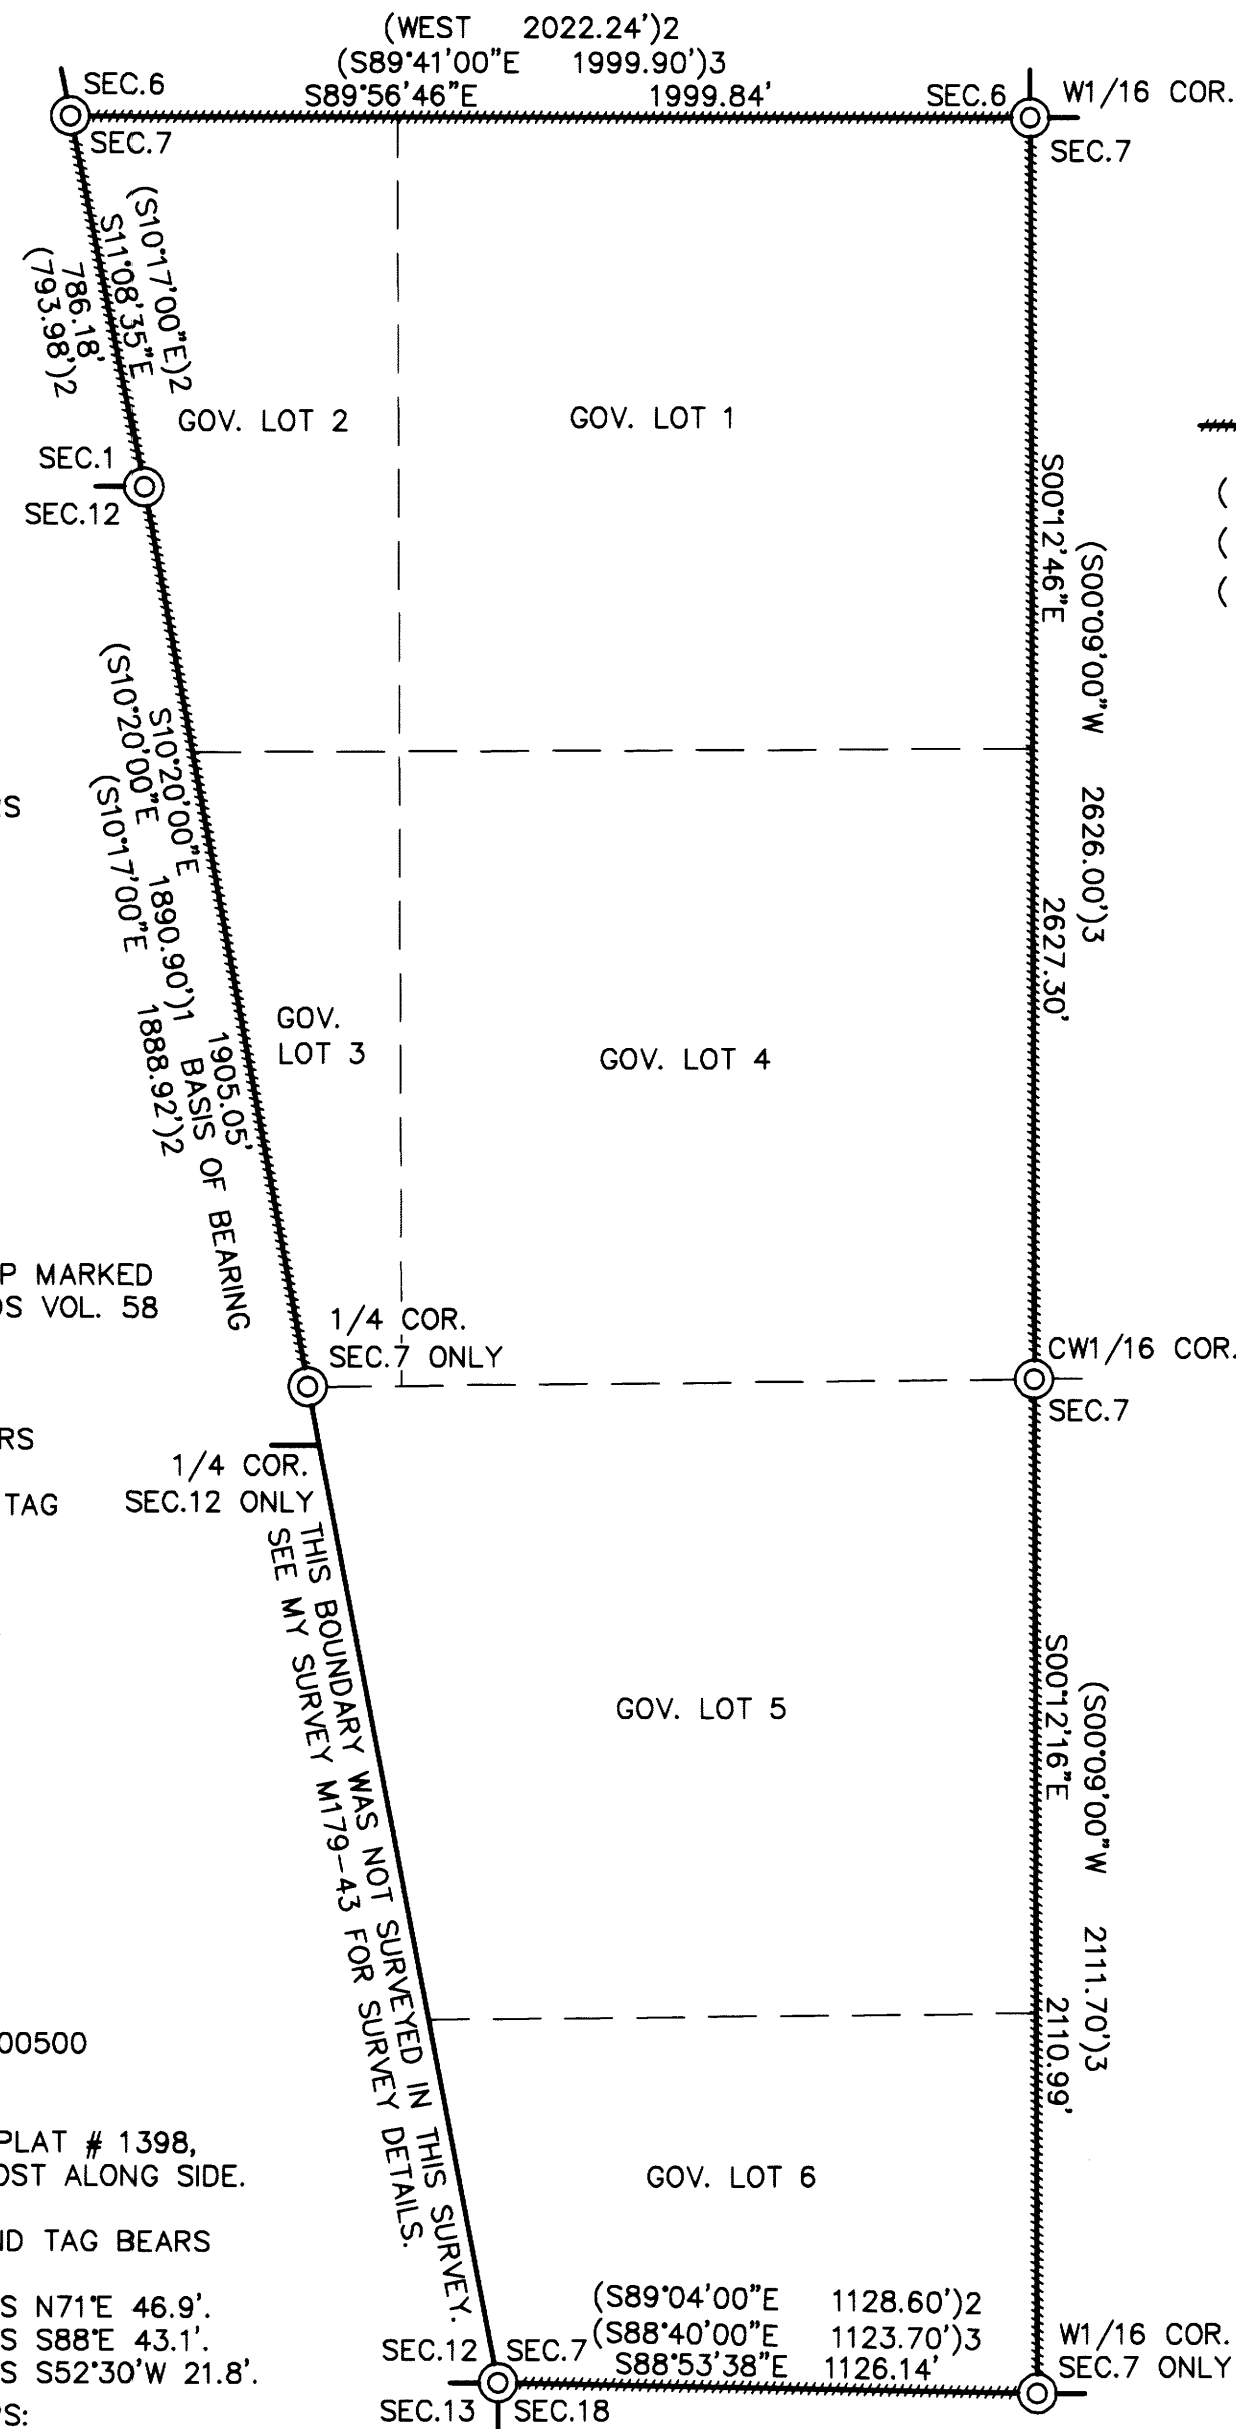 (WEST 2022.24')2
(S89°41'00"E 1999.90')3
S89°56'46"E 1999.84'
SEC.6
SEC.6
W1/16 COR.
SEC.7
SEC.7
(S10°17'00"E)2
S11°08'35"E
786.18'
(793.98')2
GOV. LOT 2
GOV. LOT 1
SEC.1
SEC.12
(
(
(
(S00°09'00"W 2626.00')3
S00°12'46"E 2627.30'
S10°20'00"E 1905.05'
(S10°20'00"E 1890.90')1 BASIS OF BEARING
(S10°17'00"E 1888.92')2
S
GOV.
LOT 3
GOV. LOT 4
P MARKED
OS VOL. 58
1/4 COR.
SEC.7 ONLY
CW1/16 COR.
SEC.7
RS
1/4 COR.
TAG
SEC.12 ONLY
THIS BOUNDARY WAS NOT SURVEYED IN THIS SURVEY.
SEE MY SURVEY M179-43 FOR SURVEY DETAILS.
GOV. LOT 5
(S00°09'00"W 2111.70')3
S00°12'16"E 2110.99'
00500
PLAT # 1398,
OST ALONG SIDE.
GOV. LOT 6
ND TAG BEARS
S N71°E 46.9'.
S S88°E 43.1'.
S S52°30'W 21.8'.
S:
(S89°04'00"E 1128.60')2
(S88°40'00"E 1123.70')3
S88°53'38"E 1126.14'
SEC.12
SEC.7
W1/16 COR.
SEC.7 ONLY
SEC.13
SEC.18